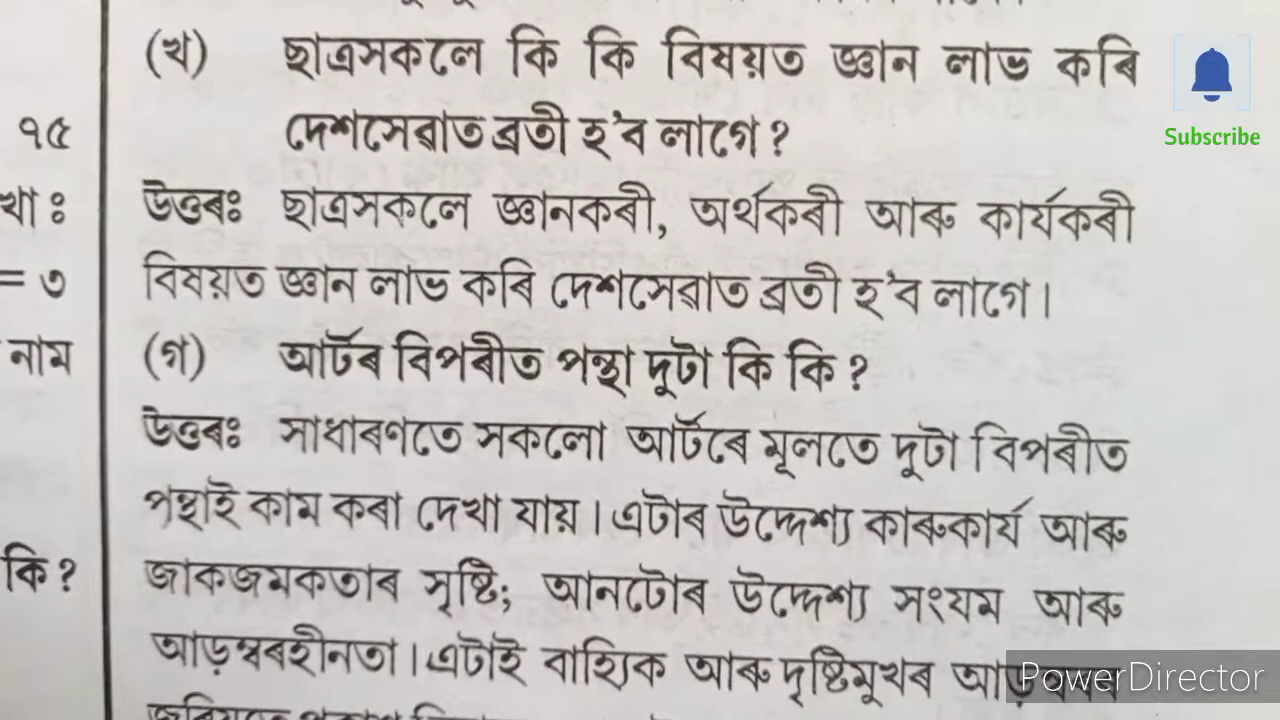 (খ) ছাত্ৰসকলে কি কি বিষয়ত জ্ঞান লাভ কৰি
Subscribe
৭৫ দেশসেৱাত ব্ৰতী হ'ব লাগে?
খা ঃ উত্তৰঃ ছাত্ৰসকলে জ্ঞানকৰী, অৰ্থকৰী আৰু কাৰ্যকৰী
= ৩ বিষয়ত জ্ঞান লাভ কৰি দেশসেৱাত ব্ৰতী হ'ব লাগে।
নাম (গ) আৰ্টৰ বিপৰীত পন্থা দুটা কি কি?
উত্তৰঃ সাধাৰণতে সকলো আৰ্টৰে মূলতে দুটা বিপৰীত
পন্থাই কাম কৰা দেখা যায়। এটাৰ উদ্দেশ্য কাৰুকাৰ্য আৰু
কি? জাকজমকতাৰ সৃষ্টি; আনটোৰ উদ্দেশ্য সংযম আৰু
আড়ম্বৰহীনতা। এটাই বাহ্যিক আৰু দৃষ্টিমুখৰ
PowerDirector